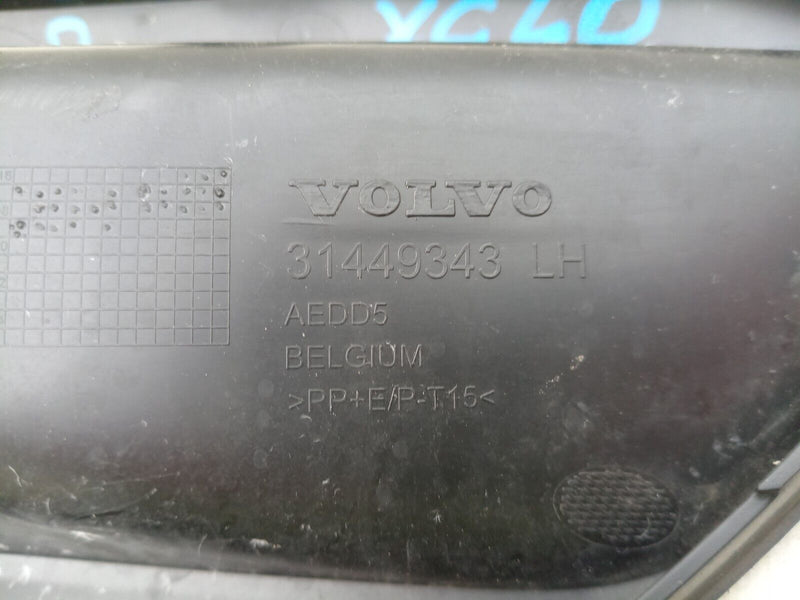 XC40
VOLVO
31449343 LH
AEDD5
BELGIUM
>PP+E/P-T15<